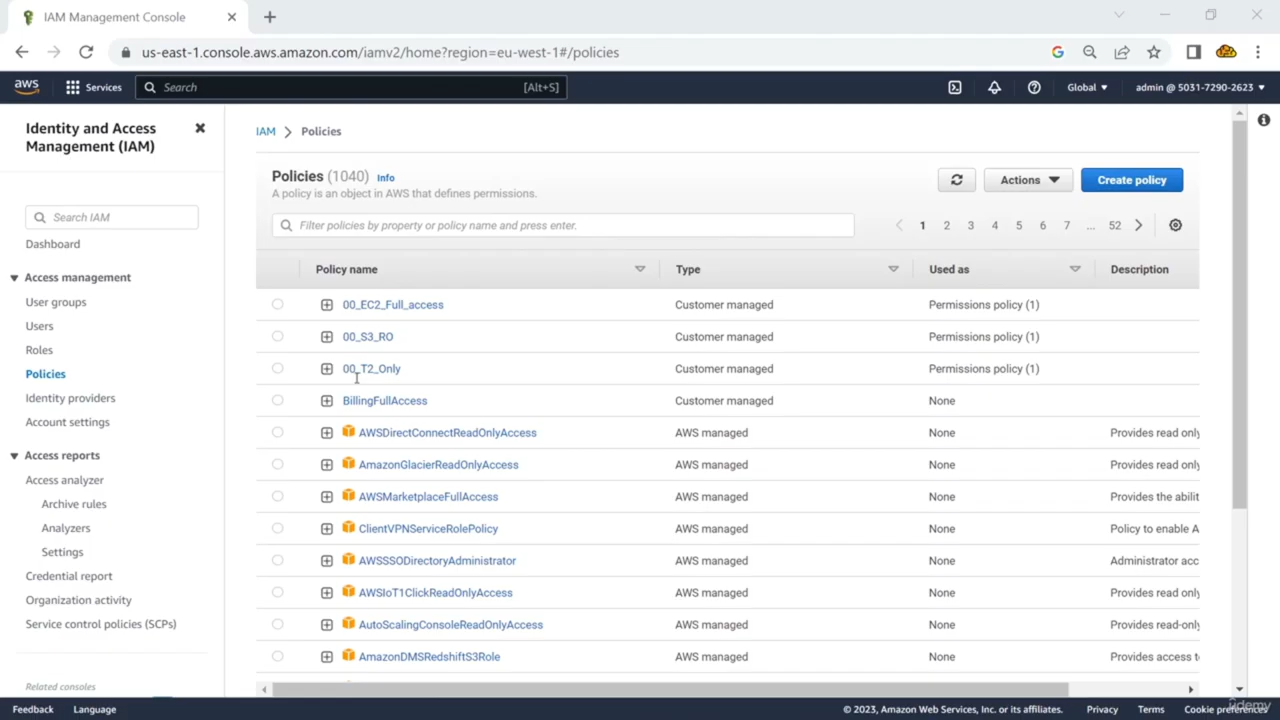 IAM Management Console
us-east-1.console.aws.amazon.com/iamv2/home?region=eu-west-1#/policies
aws
Services
Search
[Alt+S]
Global
admin @ 5031-7290-2623
Identity and Access
Management (IAM)
Search IAM
Dashboard
Access management
User groups
Users
Roles
Policies
Identity providers
Account settings
Access reports
Access analyzer
Archive rules
Analyzers
Settings
Credential report
Organization activity
Service control policies (SCPs)
Related consoles
IAM > Policies
Policies (1040) Info
A policy is an object in AWS that defines permissions.
Actions
Create policy
Filter policies by property or policy name and press enter.
1 2 3 4 5 6 7 ... 52
Policy name Type Used as Description
00_EC2_Full_access Customer managed Permissions policy (1)
00_S3_RO Customer managed Permissions policy (1)
00_T2_Only Customer managed Permissions policy (1)
BillingFullAccess Customer managed None
AWSDirectConnectReadOnlyAccess AWS managed None Provides read only
AmazonGlacierReadOnlyAccess AWS managed None Provides read only
AWSMarketplaceFullAccess AWS managed None Provides the abilit
ClientVPNServiceRolePolicy AWS managed None Policy to enable A
AWSSSODirectoryAdministrator AWS managed None Administrator acc
AWSIoT1ClickReadOnlyAccess AWS managed None Provides read only
AutoScalingConsoleReadOnlyAccess AWS managed None Provides read-only
AmazonDMSRedshiftS3Role AWS managed None Provides access t
Feedback Language
© 2023, Amazon Web Services, Inc. or its affiliates. Privacy Terms Cookie preferences
ûdemy